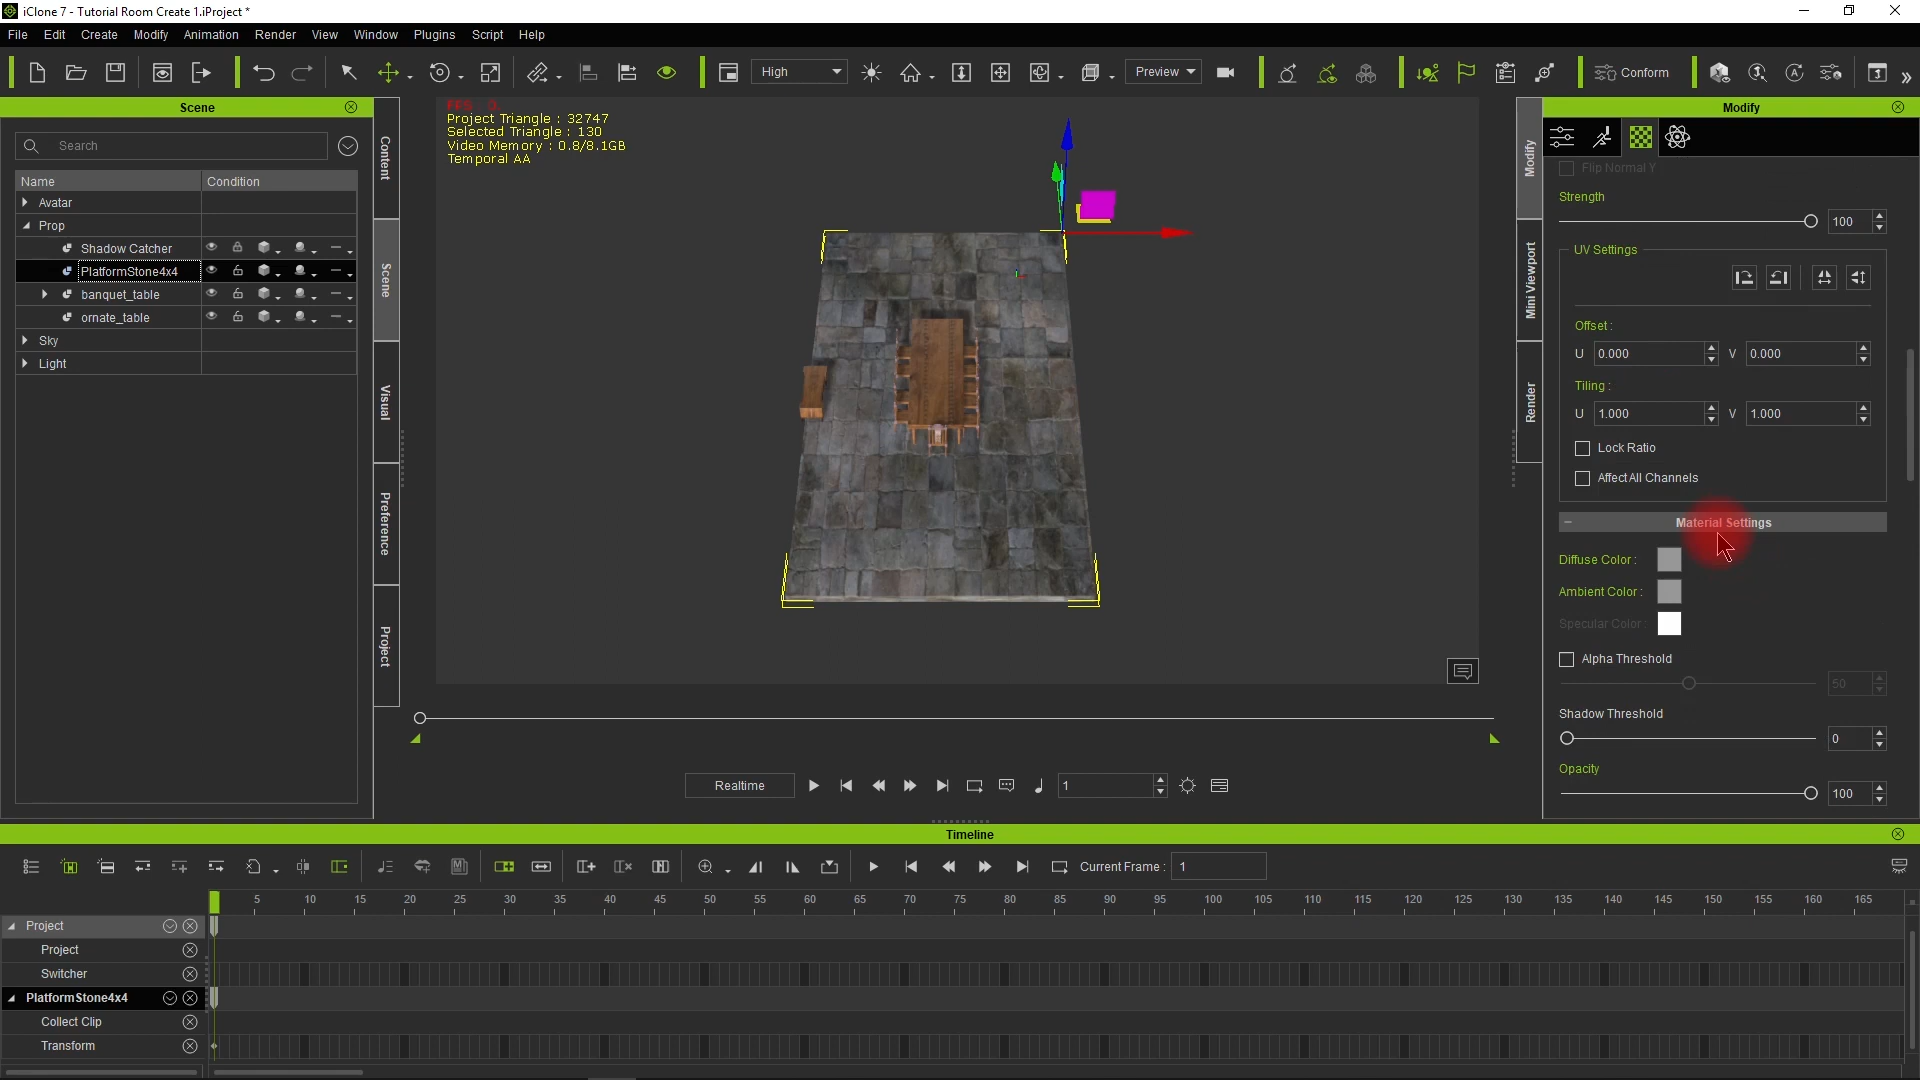 iClone 7 - Tutorial Room Create 1.iProject *
File Edit Create Modify Animation Render View Window Plugins Script Help
High
Preview
Conform
Scene
Search
Name Condition
Avatar
Prop
Shadow Catcher
PlatformStone4x4
banquet_table
ornate_table
Sky
Light
Content
Scene
Visual
Preference
Project
FPS 0.
Project Triangle : 32747
Selected Triangle : 130
Video Memory : 0.8/8.1GB
Temporal AA
Modify
Mini Viewport
Render
Modify
Flip Normal Y
Strength
100
UV Settings
Offset :
U 0.000 V 0.000
Tiling :
U 1.000 V 1.000
Lock Ratio
Affect All Channels
Material Settings
Diffuse Color :
Ambient Color :
Specular Color :
Alpha Threshold
50
Shadow Threshold
0
Opacity
100
Realtime
1
Timeline
Current Frame : 1
5 10 15 20 25 30 35 40 45 50 55 60 65 70 75 80 85 90 95 100 105 110 115 120 125 130 135 140 145 150 155 160 165
Project
Project
Switcher
PlatformStone4x4
Collect Clip
Transform